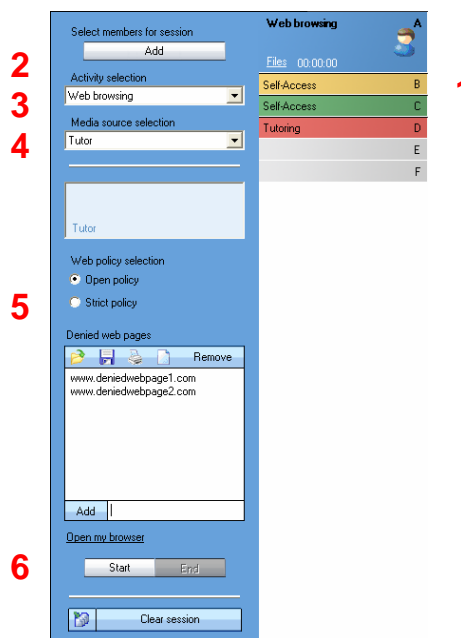 Select members for session
2
Add
Activity selection
3
Web browsing
Media source selection
4
Tutor
Tutor
Web policy selection
Open policy
5
Strict policy
Denied web pages
Remove
www.deniedwebpage1.com
www.deniedwebpage2.com
Add
Open my browser
6
Start End
Clear session
Web browsing A
Files 00:00:00
Self-Access B
Self-Access C
Tutoring D
E
F